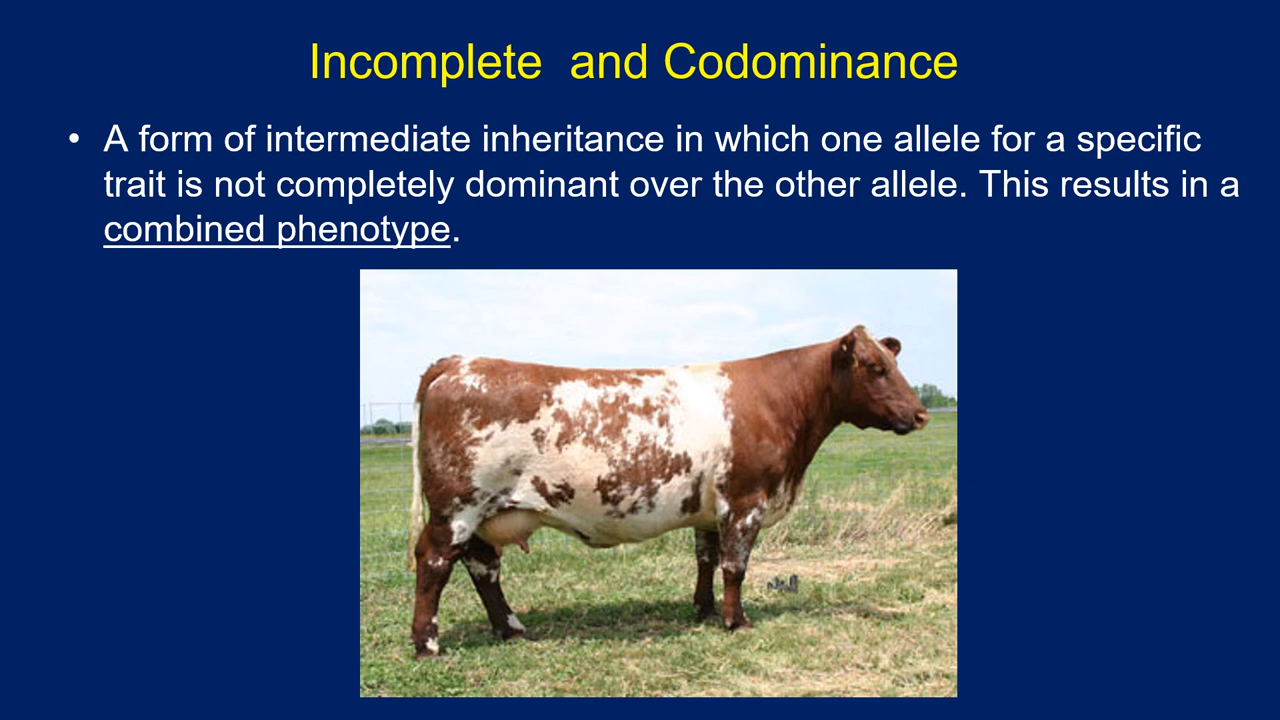 Incomplete and Codominance
• A form of intermediate inheritance in which one allele for a specific
trait is not completely dominant over the other allele. This results in a
combined phenotype.